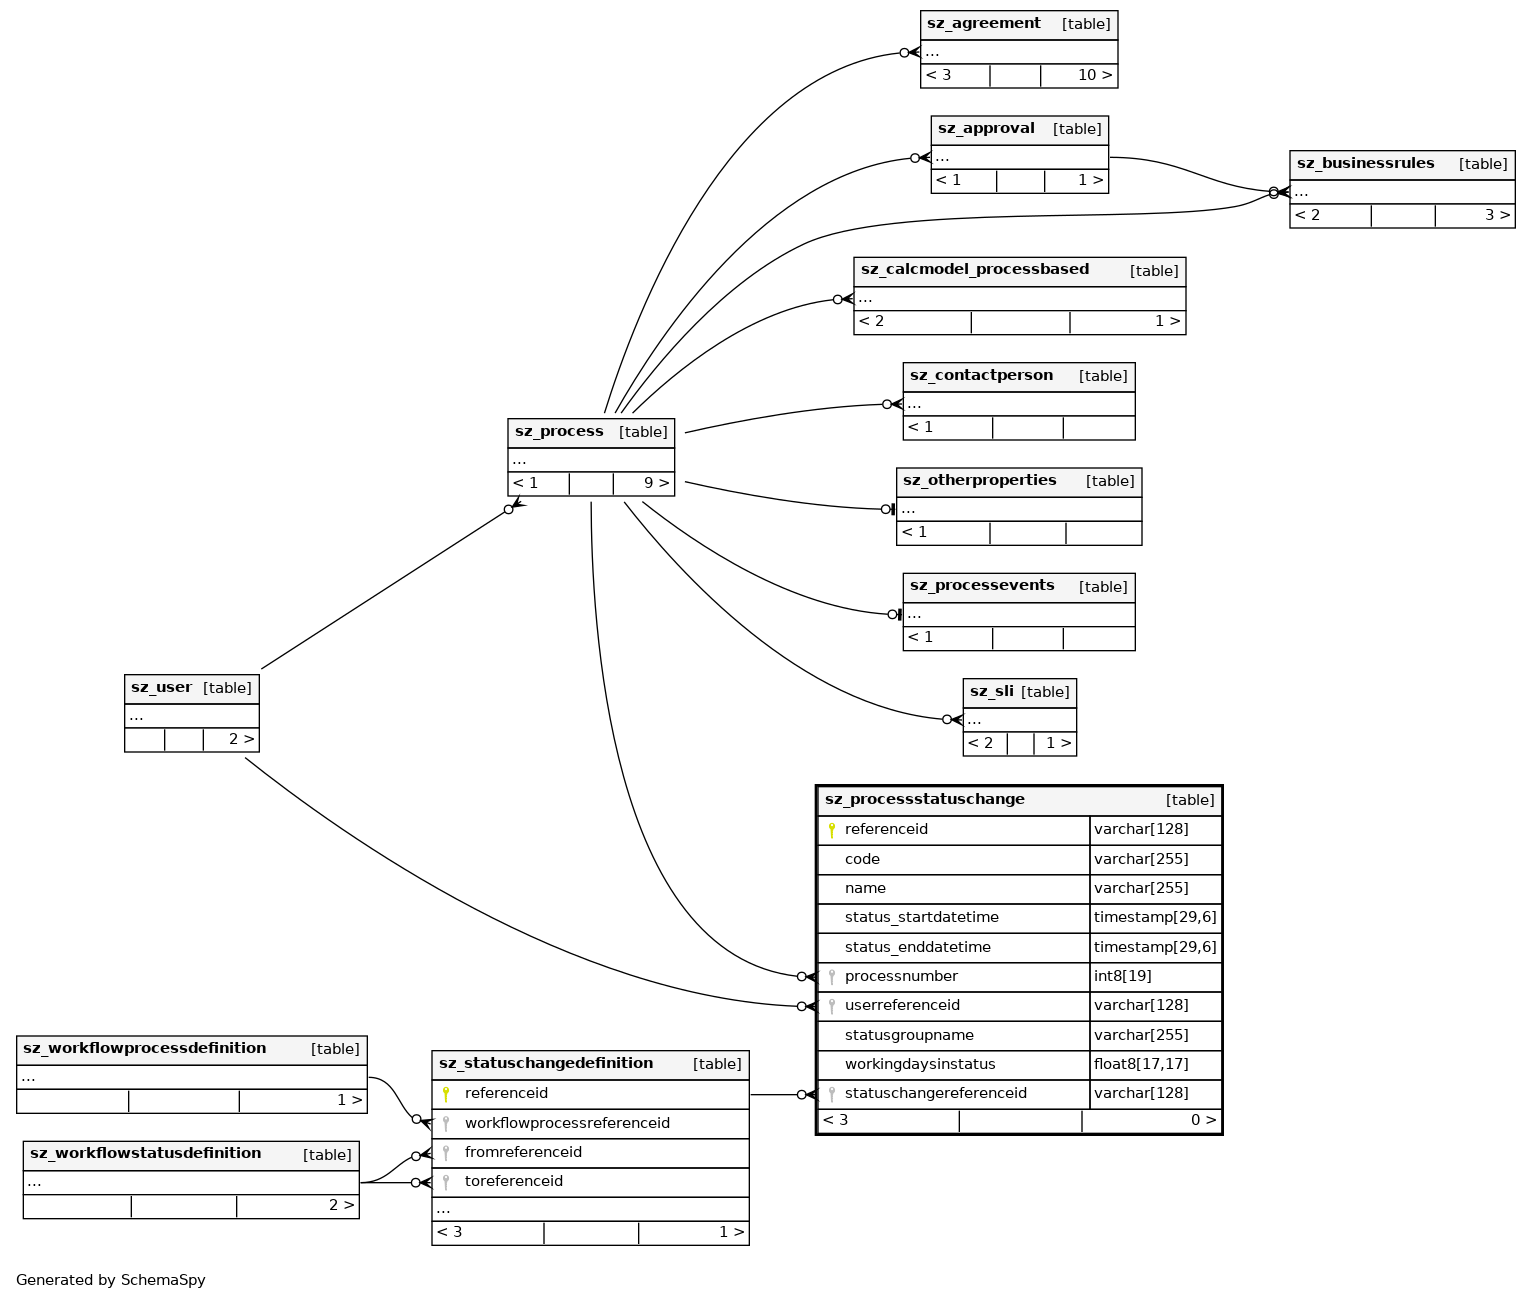 sz_agreement [table]
...
< 3 10 >
sz_approval [table]
...
< 1 1 >
sz_businessrules [table]
...
< 2 3 >
sz_calcmodel_processbased [table]
...
< 2 1 >
sz_contactperson [table]
...
< 1
sz_process [table]
...
< 1 9 >
sz_otherproperties [table]
...
< 1
sz_processevents [table]
...
< 1
sz_user [table]
...
2 >
sz_sli [table]
...
< 2 1 >
sz_processstatuschange [table]
referenceid varchar[128]
code varchar[255]
name varchar[255]
status_startdatetime timestamp[29,6]
status_enddatetime timestamp[29,6]
processnumber int8[19]
userreferenceid varchar[128]
statusgroupname varchar[255]
workingdaysinstatus float8[17,17]
statuschangereferenceid varchar[128]
< 3 0 >
sz_workflowprocessdefinition [table]
...
1 >
sz_statuschangedefinition [table]
referenceid
workflowprocessreferenceid
fromreferenceid
toreferenceid
...
< 3 1 >
sz_workflowstatusdefinition [table]
...
2 >
Generated by SchemaSpy